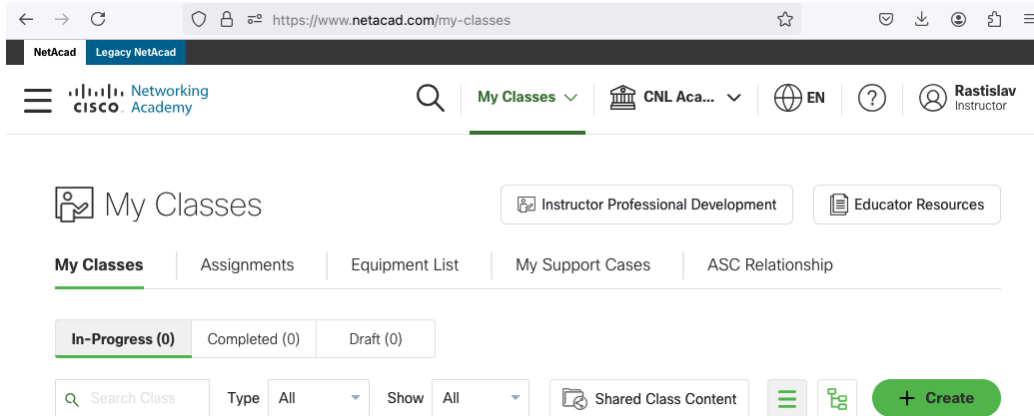 https://www.netacad.com/my-classes
NetAcad Legacy NetAcad
CISCO Networking Academy
My Classes CNL Aca... EN ? Rastislav
Instructor
My Classes Instructor Professional Development Educator Resources
My Classes Assignments Equipment List My Support Cases ASC Relationship
In-Progress (0) Completed (0) Draft (0)
Search Class Type All Show All Shared Class Content + Create